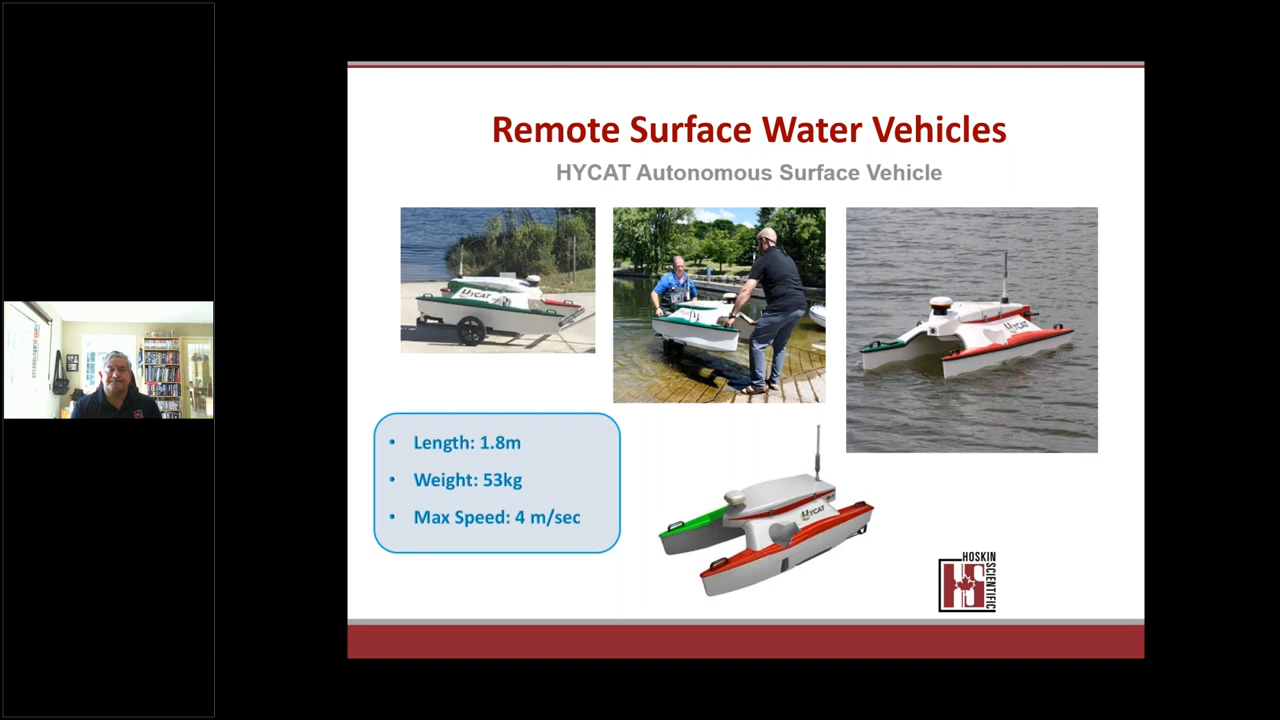 Remote Surface Water Vehicles
HYCAT Autonomous Surface Vehicle
HYCAT
HYCAT
• Length: 1.8m
• Weight: 53kg
• Max Speed: 4 m/sec
HYCAT
HOSKIN
SCIENTIFIC
HS